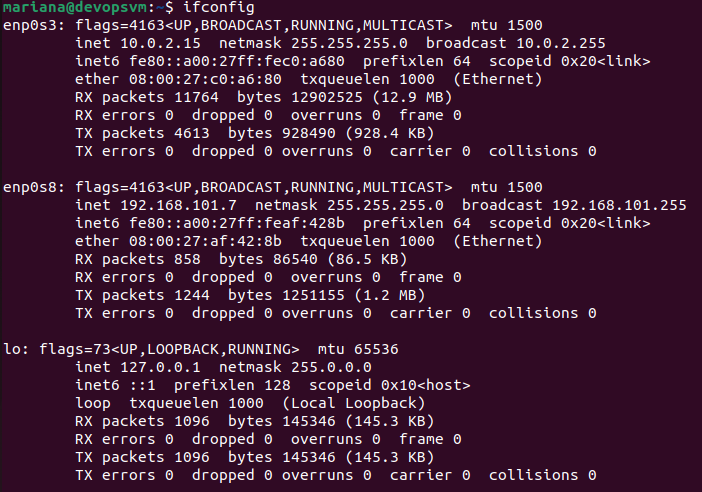 mariana@devopsvm:~$ ifconfig
enp0s3: flags=4163<UP,BROADCAST,RUNNING,MULTICAST>  mtu 1500
        inet 10.0.2.15  netmask 255.255.255.0  broadcast 10.0.2.255
        inet6 fe80::a00:27ff:fec0:a680  prefixlen 64  scopeid 0x20<link>
        ether 08:00:27:c0:a6:80  txqueuelen 1000  (Ethernet)
        RX packets 11764  bytes 12902525 (12.9 MB)
        RX errors 0  dropped 0  overruns 0  frame 0
        TX packets 4613  bytes 928490 (928.4 KB)
        TX errors 0  dropped 0 overruns 0  carrier 0  collisions 0

enp0s8: flags=4163<UP,BROADCAST,RUNNING,MULTICAST>  mtu 1500
        inet 192.168.101.7  netmask 255.255.255.0  broadcast 192.168.101.255
        inet6 fe80::a00:27ff:feaf:428b  prefixlen 64  scopeid 0x20<link>
        ether 08:00:27:af:42:8b  txqueuelen 1000  (Ethernet)
        RX packets 858  bytes 86540 (86.5 KB)
        RX errors 0  dropped 0  overruns 0  frame 0
        TX packets 1244  bytes 1251155 (1.2 MB)
        TX errors 0  dropped 0 overruns 0  carrier 0  collisions 0

lo: flags=73<UP,LOOPBACK,RUNNING>  mtu 65536
        inet 127.0.0.1  netmask 255.0.0.0
        inet6 ::1  prefixlen 128  scopeid 0x10<host>
        loop  txqueuelen 1000  (Local Loopback)
        RX packets 1096  bytes 145346 (145.3 KB)
        RX errors 0  dropped 0  overruns 0  frame 0
        TX packets 1096  bytes 145346 (145.3 KB)
        TX errors 0  dropped 0 overruns 0  carrier 0  collisions 0